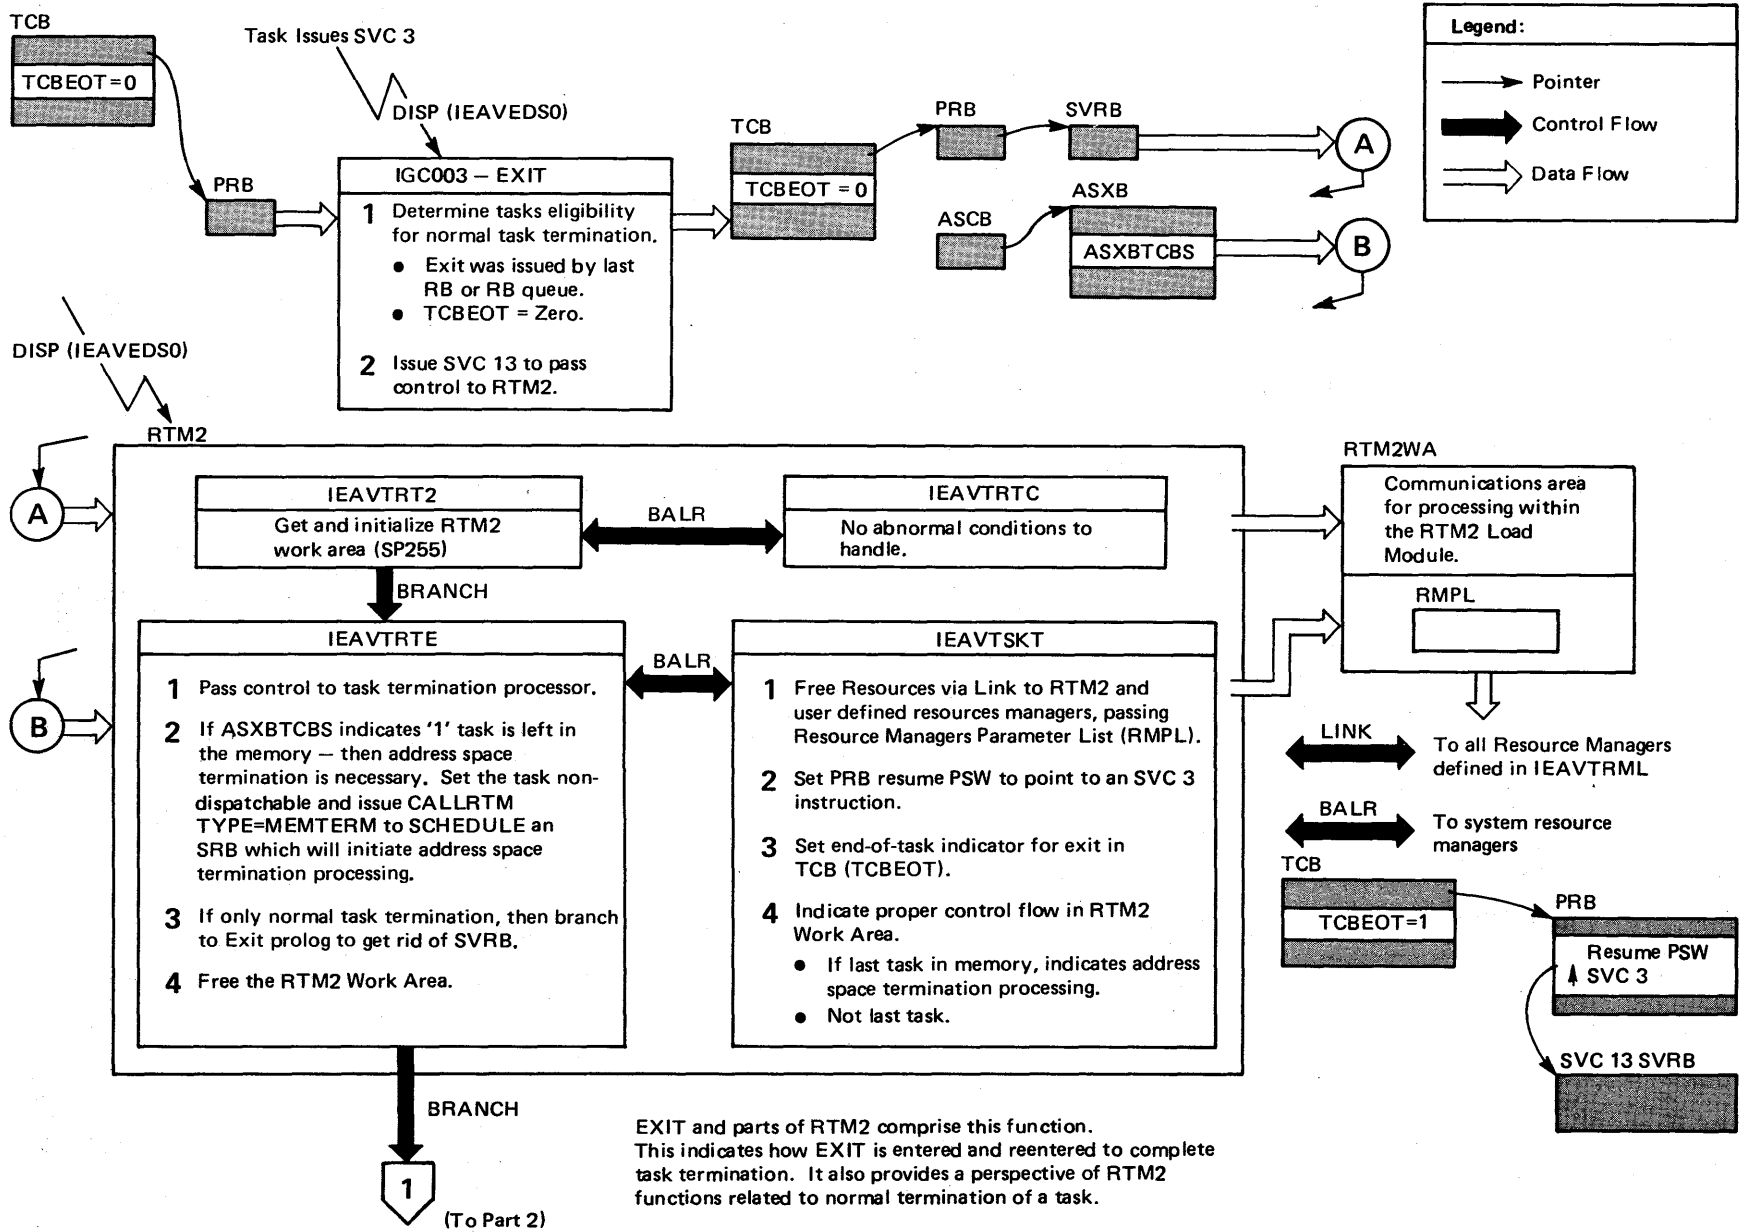 TCB
TCBEOT = 0
Task Issues SVC 3
DISP (IEAVEDS0)
PRB
IGC003 – EXIT
1 Determine tasks eligibility
for normal task termination.
● Exit was issued by last
RB or RB queue.
● TCBEOT = Zero.
2 Issue SVC 13 to pass
control to RTM2.
TCB
TCBEOT = 0
PRB
SVRB
A
ASCB
ASXB
ASXBTCBS
B
Legend:
Pointer
Control Flow
Data Flow
DISP (IEAVEDS0)
RTM2
A
B
IEAVTRT2
Get and initialize RTM2
work area (SP255)
BALR
IEAVTRTC
No abnormal conditions to
handle.
BRANCH
IEAVTRTE
1 Pass control to task termination processor.
2 If ASXBTCBS indicates '1' task is left in
the memory – then address space
termination is necessary. Set the task non-
dispatchable and issue CALLRTM
TYPE=MEMTERM to SCHEDULE an
SRB which will initiate address space
termination processing.
3 If only normal task termination, then branch
to Exit prolog to get rid of SVRB.
4 Free the RTM2 Work Area.
BALR
IEAVTSKT
1 Free Resources via Link to RTM2 and
user defined resources managers, passing
Resource Managers Parameter List (RMPL).
2 Set PRB resume PSW to point to an SVC 3
instruction.
3 Set end-of-task indicator for exit in
TCB (TCBEOT).
4 Indicate proper control flow in RTM2
Work Area.
● If last task in memory, indicates address
space termination processing.
● Not last task.
RTM2WA
Communications area
for processing within
the RTM2 Load
Module.
RMPL
LINK
To all Resource Managers
defined in IEAVTRML
BALR
To system resource
managers
TCB
TCBEOT=1
PRB
Resume PSW
SVC 3
SVC 13 SVRB
BRANCH
1
(To Part 2)
EXIT and parts of RTM2 comprise this function.
This indicates how EXIT is entered and reentered to complete
task termination. It also provides a perspective of RTM2
functions related to normal termination of a task.